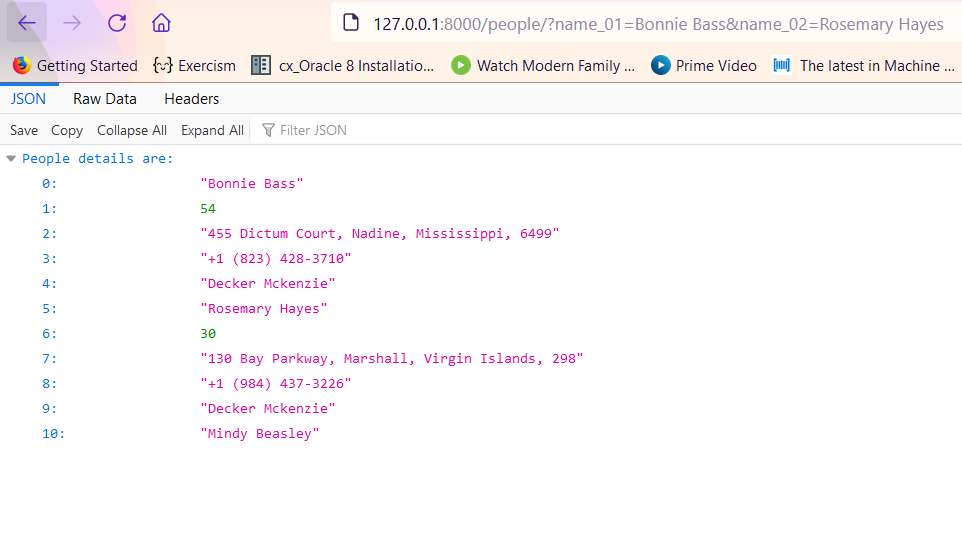 127.0.0.1:8000/people/?name_01=Bonnie Bass&name_02=Rosemary Hayes
Getting Started Exercism cx_Oracle 8 Installatio... Watch Modern Family ... Prime Video The latest in Machine ...
JSON Raw Data Headers
Save Copy Collapse All Expand All Filter JSON
People details are:
0: "Bonnie Bass"
1: 54
2: "455 Dictum Court, Nadine, Mississippi, 6499"
3: "+1 (823) 428-3710"
4: "Decker Mckenzie"
5: "Rosemary Hayes"
6: 30
7: "130 Bay Parkway, Marshall, Virgin Islands, 298"
8: "+1 (984) 437-3226"
9: "Decker Mckenzie"
10: "Mindy Beasley"